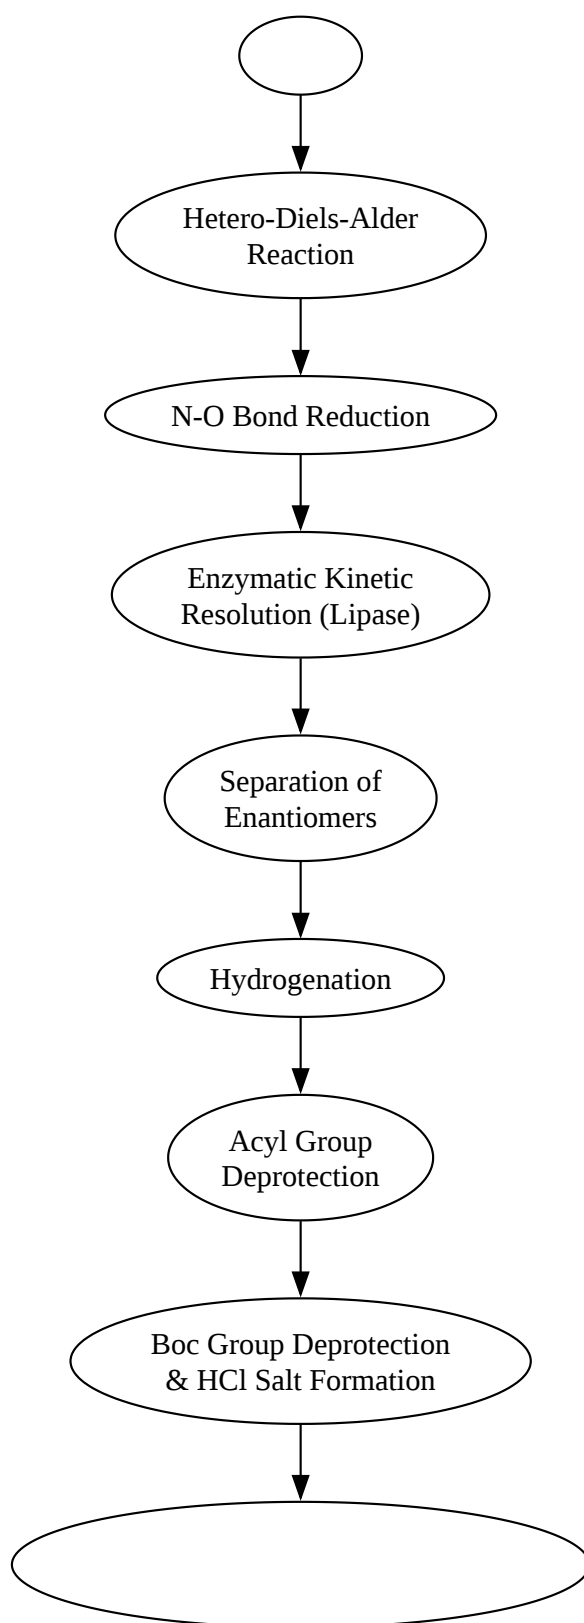 Hetero-Diels-Alder
Reaction
N-O Bond Reduction
Enzymatic Kinetic
Resolution (Lipase)
Separation of
Enantiomers
Hydrogenation
Acyl Group
Deprotection
Boc Group Deprotection
& HCl Salt Formation